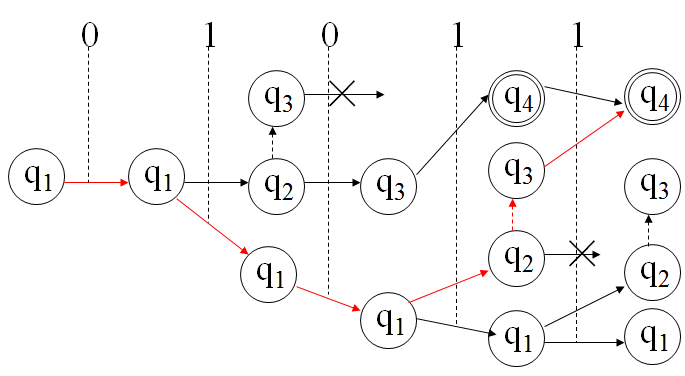 0 1 0 1 1
q3 q4 q4
q1 q1 q2 q3 q3 q3
q1 q2 q2
q1 q1 q1